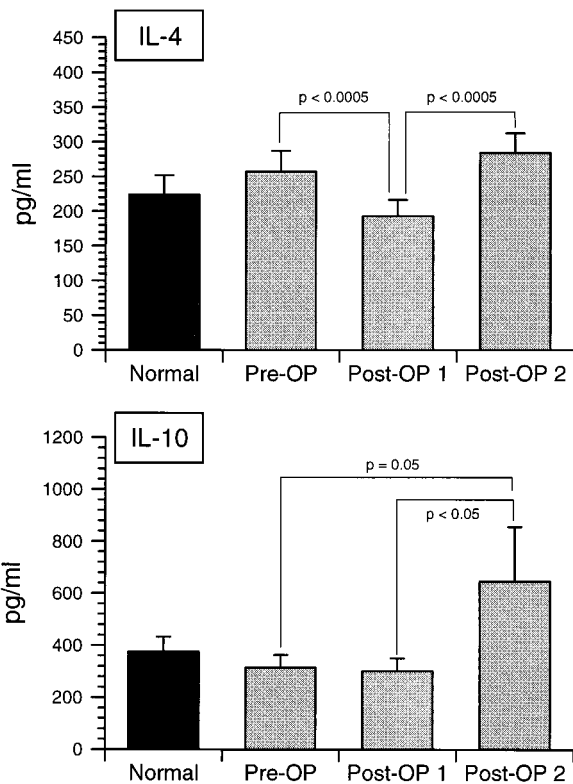 IL-4
450
400
350
300
250
200
150
100
50
0
pg/ml
p < 0.0005 p < 0.0005
Normal Pre-OP Post-OP 1 Post-OP 2
IL-10
1200
1000
800
600
400
200
0
pg/ml
p = 0.05
p < 0.05
Normal Pre-OP Post-OP 1 Post-OP 2